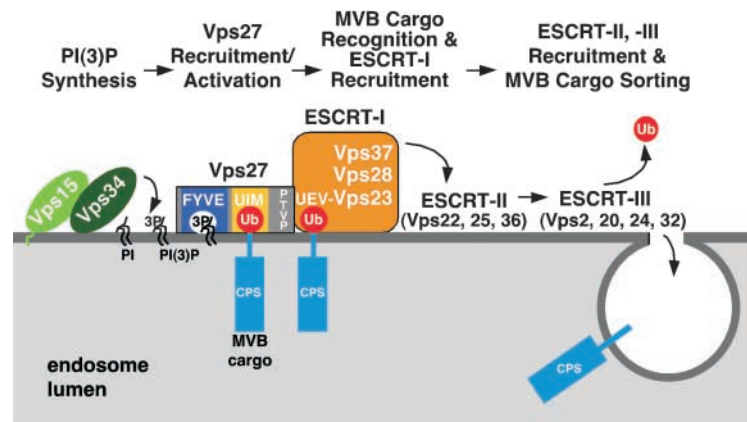 PI(3)P
Synthesis
Vps27
Recruitment/
Activation
MVB Cargo
Recognition &
ESCRT-I
Recruitment
ESCRT-II, -III
Recruitment
& MVB Cargo Sorting
ESCRT-I
Vps37
Vps28
UEV-Vps23
Ub
Vps27
FYVE
UIM
PTVP
3P
Ub
Vps15
Vps34
3P
PI
PI(3)P
ESCRT-II
(Vps22, 25, 36)
ESCRT-III
(Vps2, 20, 24, 32)
Ub
CPS
CPS
MVB
cargo
CPS
endosome
lumen